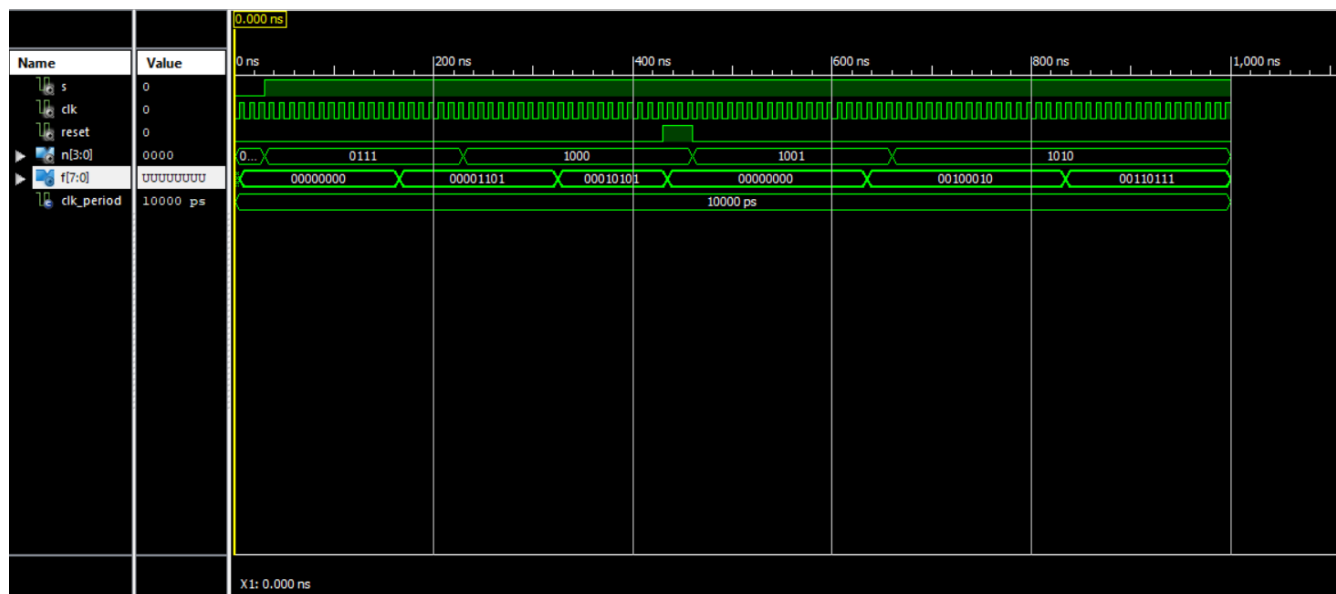 0.000 ns
Name Value 0 ns 200 ns 400 ns 600 ns 800 ns 1,000 ns
s 0
clk 0
reset 0
n[3:0] 0000 0... 0111 1000 1001 1010
f[7:0] UUUUUUUU 00000000 00001101 00010101 00000000 00100010 00110111
clk_period 10000 ps 10000 ps
X1: 0.000 ns